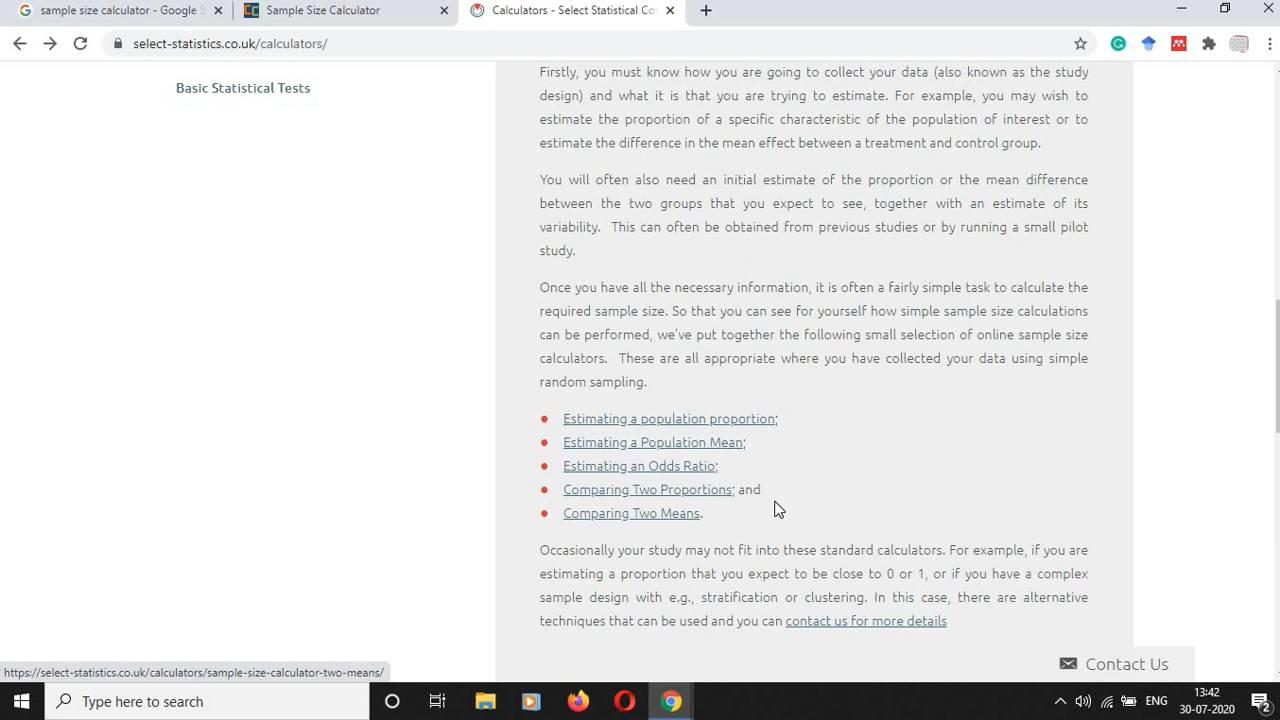 sample size calculator - Google S
Sample Size Calculator
Calculators - Select Statistical Co
select-statistics.co.uk/calculators/
Basic Statistical Tests
Firstly, you must know how you are going to collect your data (also known as the study
design) and what it is that you are trying to estimate. For example, you may wish to
estimate the proportion of a specific characteristic of the population of interest or to
estimate the difference in the mean effect between a treatment and control group.
You will often also need an initial estimate of the proportion or the mean difference
between the two groups that you expect to see, together with an estimate of its
variability. This can often be obtained from previous studies or by running a small pilot
study.
Once you have all the necessary information, it is often a fairly simple task to calculate the
required sample size. So that you can see for yourself how simple sample size calculations
can be performed, we've put together the following small selection of online sample size
calculators. These are all appropriate where you have collected your data using simple
random sampling.
Estimating a population proportion;
Estimating a Population Mean;
Estimating an Odds Ratio;
Comparing Two Proportions; and
Comparing Two Means.
Occasionally your study may not fit into these standard calculators. For example, if you are
estimating a proportion that you expect to be close to 0 or 1, or if you have a complex
sample design with e.g., stratification or clustering. In this case, there are alternative
techniques that can be used and you can contact us for more details
Contact Us
https://select-statistics.co.uk/calculators/sample-size-calculator-two-means/
Type here to search
ENG
13:42
30-07-2020
2